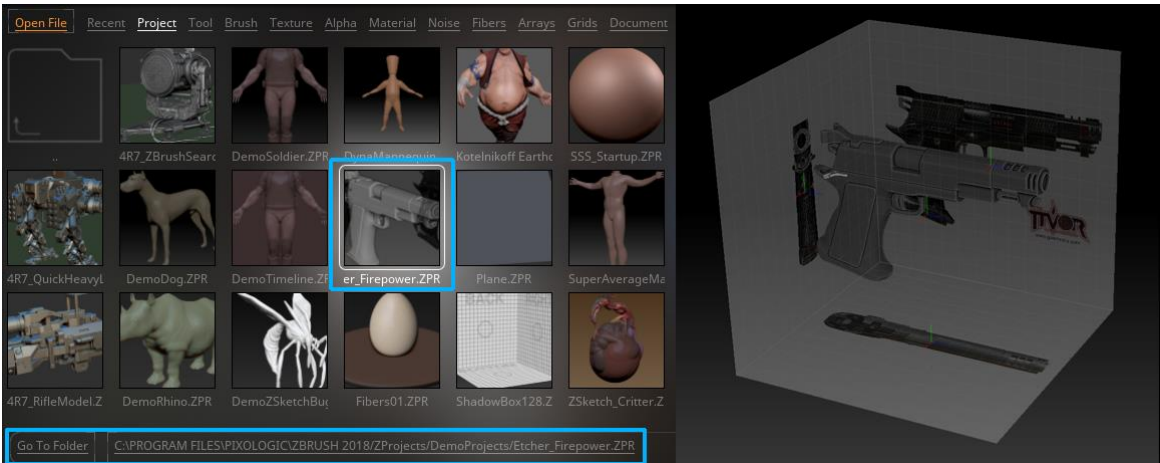 Open File Recent Project Tool Brush Texture Alpha Material Noise Fibers Arrays Grids Document
.. 4R7_ZBrushSearc DemoSoldier.ZPR DynaMannequin Kotelnikoff Earthc SSS_Startup.ZPR
4R7_QuickHeavyL DemoDog.ZPR DemoTimeline.ZF er_Firepower.ZPR Plane.ZPR SuperAverageMa
BACK
4R7_RifleModel.Z DemoRhino.ZPR DemoZSketchBug Fibers01.ZPR ShadowBox128.Z ZSketch_Critter.Z
Go To Folder C:\PROGRAM FILES\PIXOLOGIC\ZBRUSH 2018/ZProjects/DemoProjects/Etcher_Firepower.ZPR